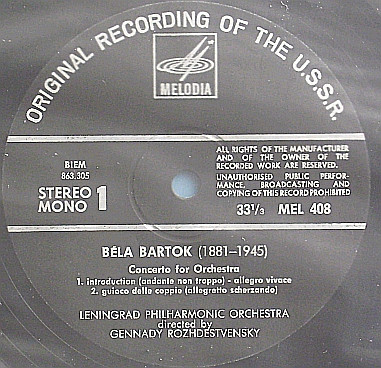 ORIGINAL RECORDING OF THE U.S.S.R.
MELODIA
ALL RIGHTS OF THE MANUFACTURER
AND OF THE OWNER OF THE
RECORDED WORK ARE RESERVED.
UNAUTHORISED PUBLIC PERFOR-
MANCE, BROADCASTING AND
COPYING OF THIS RECORD PROHIBITED
BIEM
863.305
STEREO 1
MONO
33 1/3 MEL 408
BÉLA BARTOK (1881-1945)
Concerto for Orchestra
1. introduction (andante non troppo) - allegro vivace
2. guioco delle coppie (allegretto scherzando)
LENINGRAD PHILHARMONIC ORCHESTRA
directed by
GENNADY ROZHDESTVENSKY